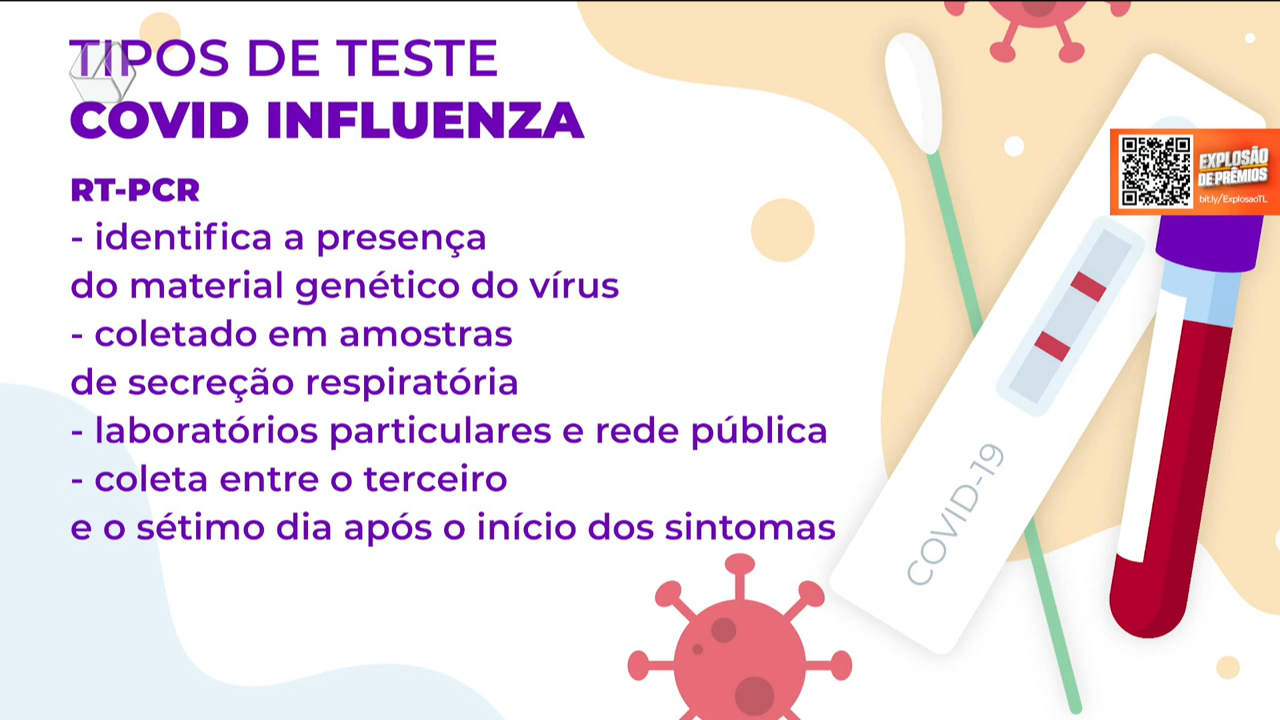 TIPOS DE TESTE
COVID INFLUENZA
RT-PCR
- identifica a presença
do material genético do vírus
- coletado em amostras
de secreção respiratória
- laboratórios particulares e rede pública
- coleta entre o terceiro
e o sétimo dia após o início dos sintomas
COVID-19
EXPLOSÃO
DE PRÊMIOS
bit.ly/ExplosaoTL